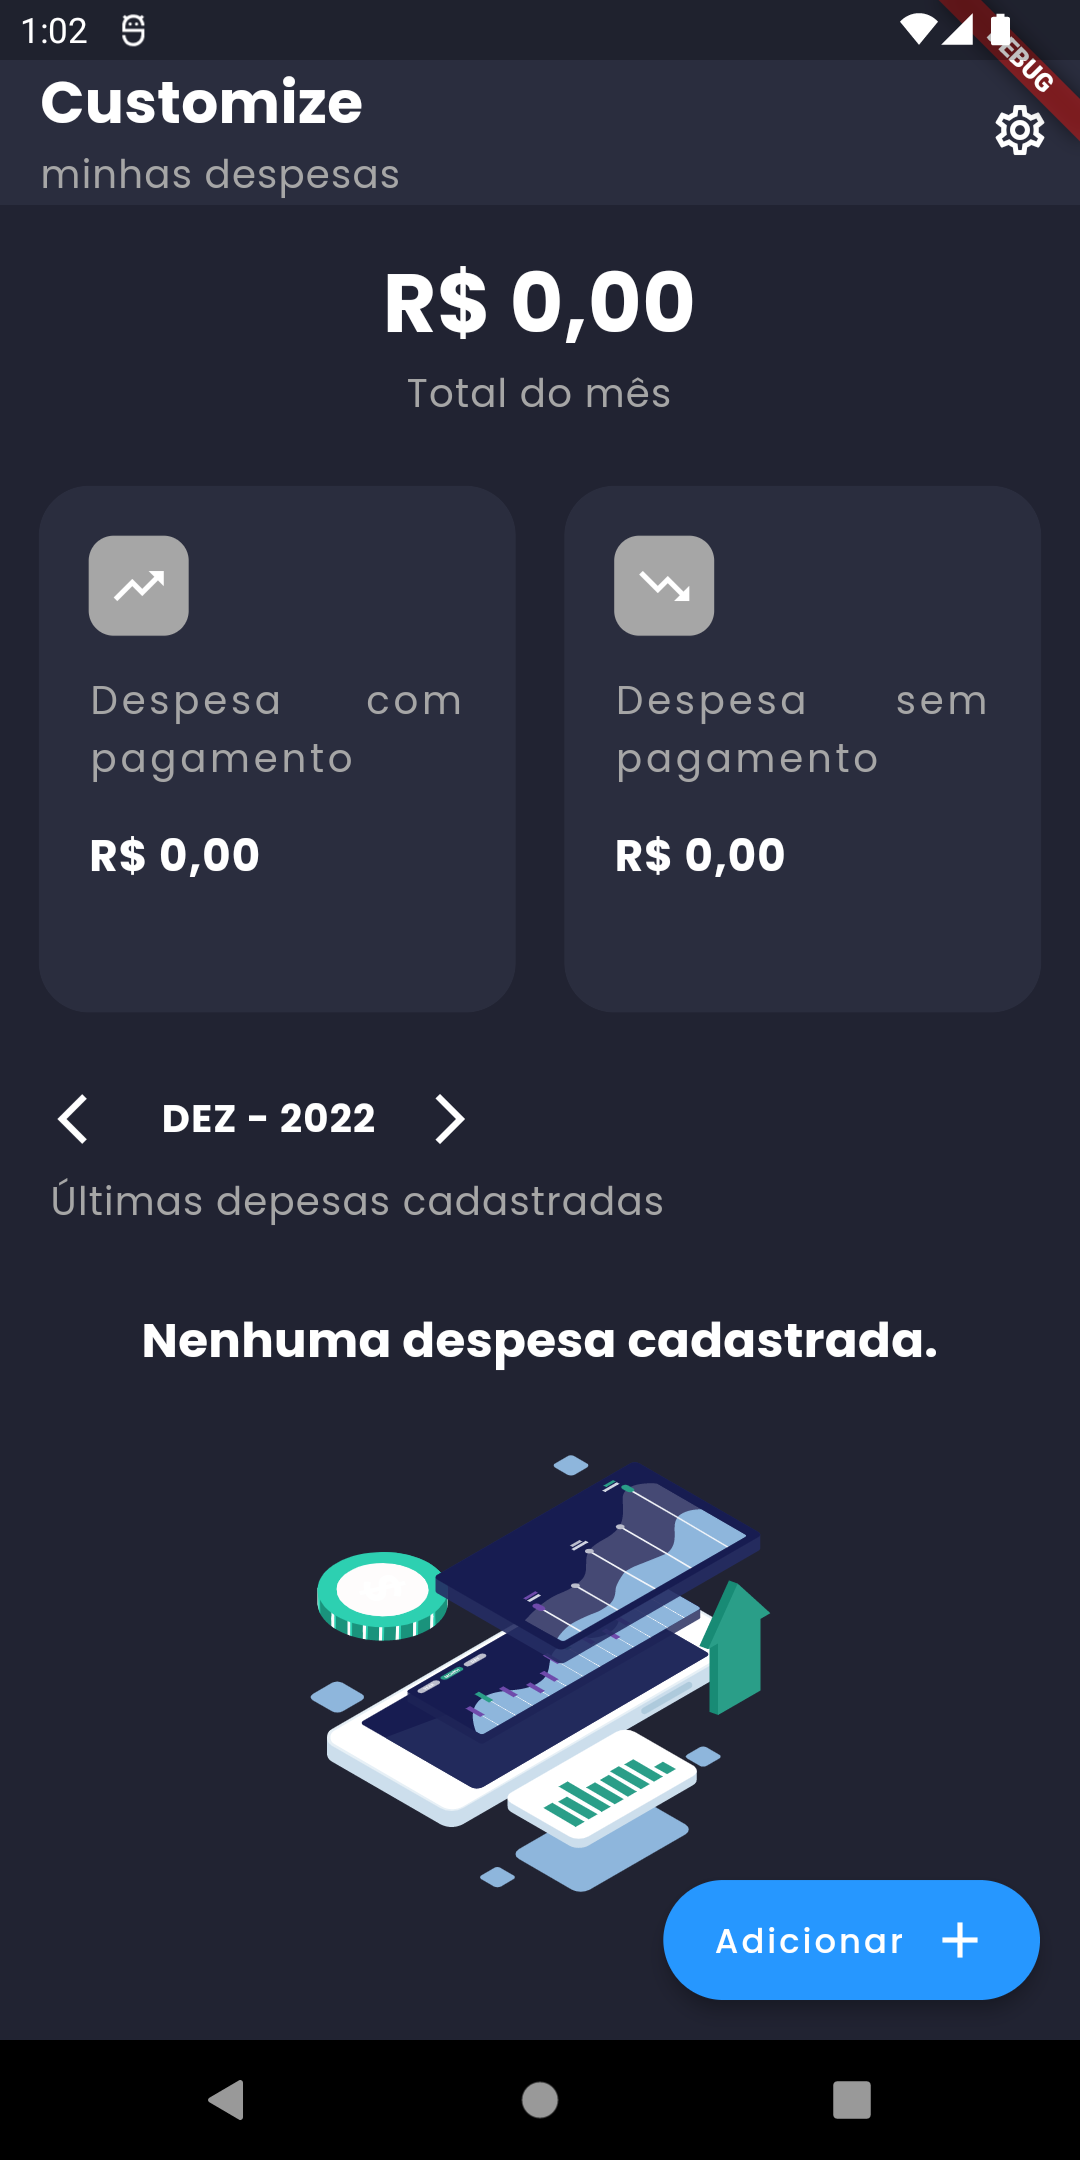 1:02
DEBUG
Customize
minhas despesas
R$ 0,00
Total do mês
Despesa com
pagamento
R$ 0,00
Despesa sem
pagamento
R$ 0,00
DEZ - 2022
Últimas depesas cadastradas
Nenhuma despesa cadastrada.
Adicionar